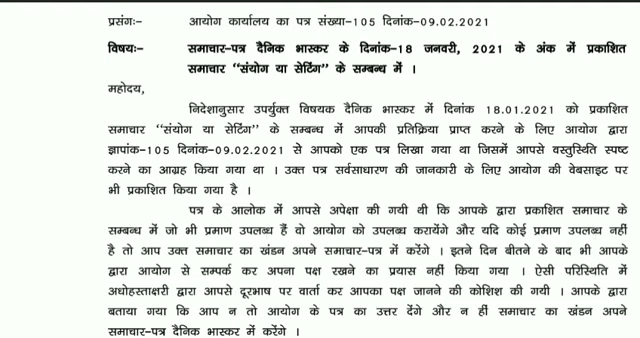 प्रसंगः- आयोग कार्यालय का पत्र संख्या-105 दिनांक-09.02.2021
विषयः- समाचार-पत्र दैनिक भास्कर के दिनांक-18 जनवरी, 2021 के अंक में प्रकाशित
समाचार “संयोग या सेटिंग” के सम्बन्ध में ।
महोदय,
निदेशानुसार उपर्युक्त विषयक दैनिक भास्कर में दिनांक 18.01.2021 को प्रकाशित
समाचार “संयोग या सेटिंग” के सम्बन्ध में आपकी प्रतिक्रिया प्राप्त करने के लिए आयोग द्वारा
ज्ञापांक-105 दिनांक-09.02.2021 से आपको एक पत्र लिखा गया था जिसमें आपसे वस्तुस्थिति स्पष्ट
करने का आग्रह किया गया था । उक्त पत्र सर्वसाधारण की जानकारी के लिए आयोग की वेबसाइट पर
भी प्रकाशित किया गया है ।
पत्र के आलोक में आपसे अपेक्षा की गयी थी कि आपके द्वारा प्रकाशित समाचार के
सम्बन्ध में जो भी प्रमाण उपलब्ध हैं वो आयोग को उपलब्ध करायेंगे और यदि कोई प्रमाण उपलब्ध नहीं
है तो आप उक्त समाचार का खंडन अपने समाचार-पत्र में करेंगे । इतने दिन बीतने के बाद भी आपके
द्वारा आयोग से सम्पर्क कर अपना पक्ष रखने का प्रयास नहीं किया गया । ऐसी परिस्थिति में
अधोहस्ताक्षरी द्वारा आपसे दूरभाष पर वार्ता कर आपका पक्ष जानने की कोशिश की गयी । आपके द्वारा
बताया गया कि आप न तो आयोग के पत्र का उत्तर देंगे और न हीं समाचार का खंडन अपने
समाचार-पत्र दैनिक भास्कर में करेंगे ।